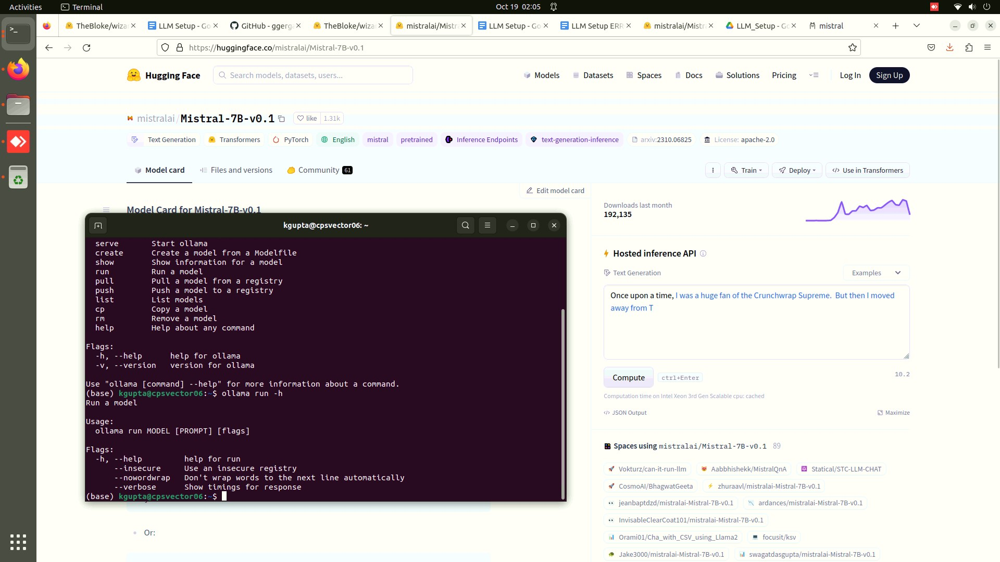 Activities
Terminal
Oct 19 02:05
TheBloke/wiza
LLM Setup - Go
GitHub - ggerg
TheBloke/wiza
mistralai/Mistr
LLM Setup - Go
LLM Setup ERR
mistralai/Mistr
LLM_Setup - Go
mistral
https://huggingface.co/mistralai/Mistral-7B-v0.1
Hugging Face
Search models, datasets, users...
Models
Datasets
Spaces
Docs
Solutions
Pricing
Log In
Sign Up
mistralai/Mistral-7B-v0.1
like 1.31k
Text Generation
Transformers
PyTorch
English
mistral
pretrained
Inference Endpoints
text-generation-inference
arxiv:2310.06825
License: apache-2.0
Model card
Files and versions
Community 61
Train
Deploy
Use in Transformers
Edit model card
Model Card for Mistral-7B-v0.1
kgupta@cpsvector06: ~
serve Start ollama
create Create a model from a Modelfile
show Show information for a model
run Run a model
pull Pull a model from a registry
push Push a model to a registry
list List models
cp Copy a model
rm Remove a model
help Help about any command
Flags:
-h, --help help for ollama
-v, --version version for ollama
Use "ollama [command] --help" for more information about a command.
(base) kgupta@cpsvector06:~$ ollama run -h
Run a model
Usage:
ollama run MODEL [PROMPT] [flags]
Flags:
-h, --help help for run
--insecure Use an insecure registry
--nowordwrap Don't wrap words to the next line automatically
--verbose Show timings for response
(base) kgupta@cpsvector06:~$
Or:
Downloads last month
192,135
Hosted inference API
Text Generation
Examples
Once upon a time, I was a huge fan of the Crunchwrap Supreme. But then I moved
away from T
Compute
ctrl+Enter
10.2
Computation time on Intel Xeon 3rd Gen Scalable cpu: cached
JSON Output
Maximize
Spaces using mistralai/Mistral-7B-v0.1 89
Vokturz/can-it-run-llm
Aabbhishekk/MistralQnA
Statical/STC-LLM-CHAT
CosmoAI/BhagwatGeeta
zhuraavl/mistralai-Mistral-7B-v0.1
jeanbaptdzd/mistralai-Mistral-7B-v0.1
ardances/mistralai-Mistral-7B-v0.1
InvisableClearCoat101/mistralai-Mistral-7B-v0.1
Orami01/Cha_with_CSV_using_Llama2
focusit/ksv
Jake3000/mistralai-Mistral-7B-v0.1
swagatdasgupta/mistralai-Mistral-7B-v0.1